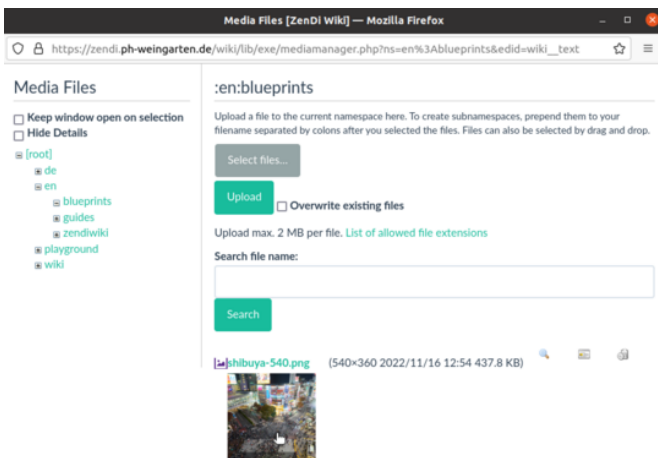 Media Files [ZenDi Wiki] — Mozilla Firefox
https://zendi.ph-weingarten.de/wiki/lib/exe/mediamanager.php?ns=en%3Ablueprints&edid=wiki__text
Media Files
Keep window open on selection
Hide Details
[root]
de
en
blueprints
guides
zendiwiki
playground
wiki
:en:blueprints
Upload a file to the current namespace here. To create subnamespaces, prepend them to your
filename separated by colons after you selected the files. Files can also be selected by drag and drop.
Select files...
Upload
Overwrite existing files
Upload max. 2 MB per file. List of allowed file extensions
Search file name:
Search
shibuya-540.png (540×360 2022/11/16 12:54 437.8 KB)